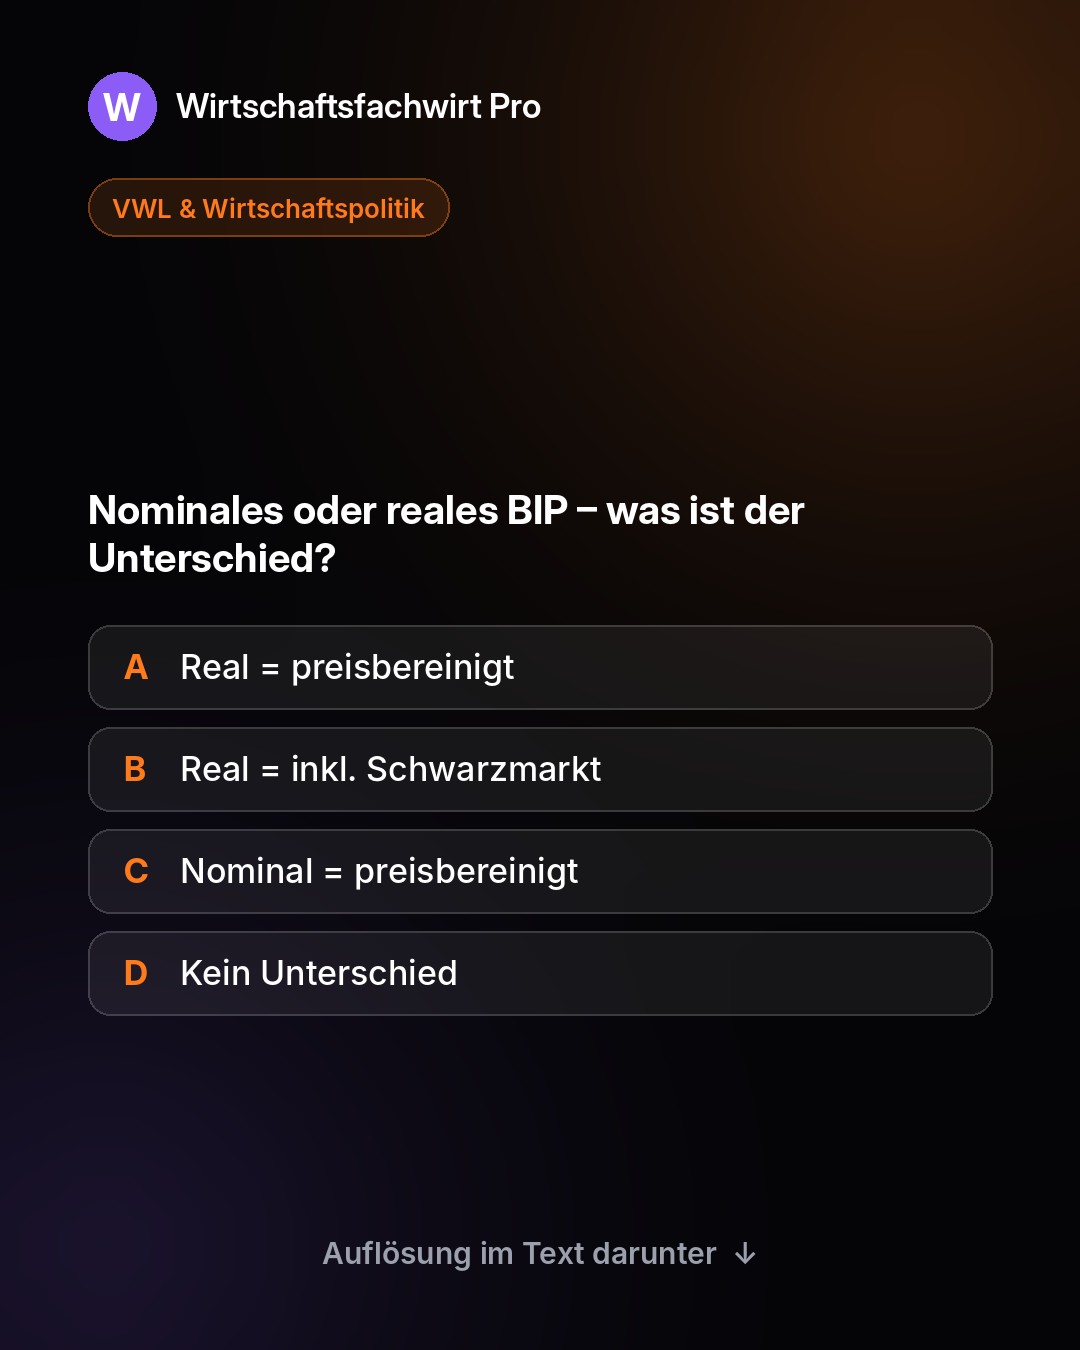 W Wirtschaftsfachwirt Pro
VWL & Wirtschaftspolitik
Nominales oder reales BIP – was ist der
Unterschied?
A Real = preisbereinigt
B Real = inkl. Schwarzmarkt
C Nominal = preisbereinigt
D Kein Unterschied
Auflösung im Text darunter ↓